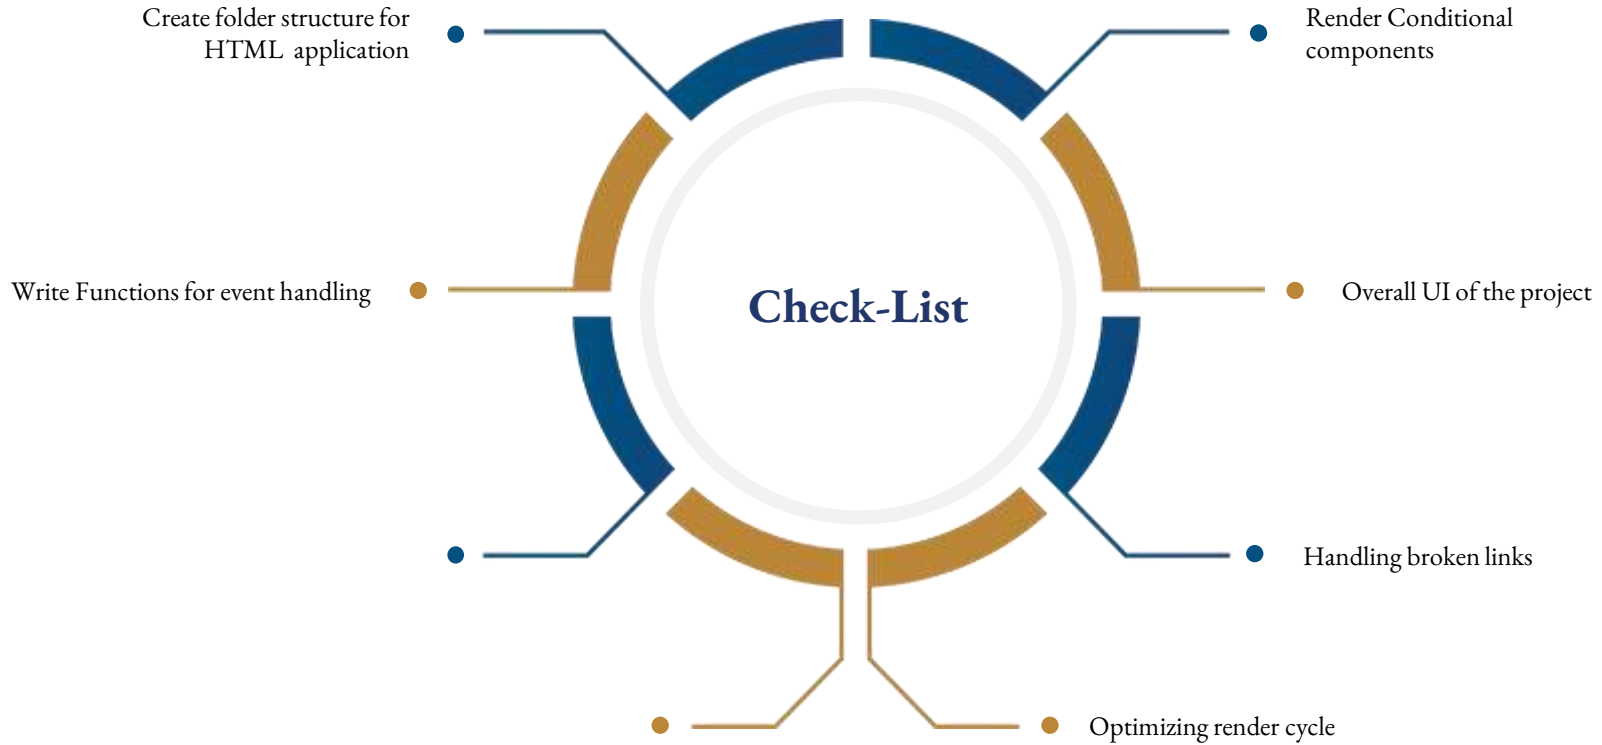 Create folder structure for
HTML application
Render Conditional
components
Write Functions for event handling
Check-List
Overall UI of the project
Handling broken links
Optimizing render cycle